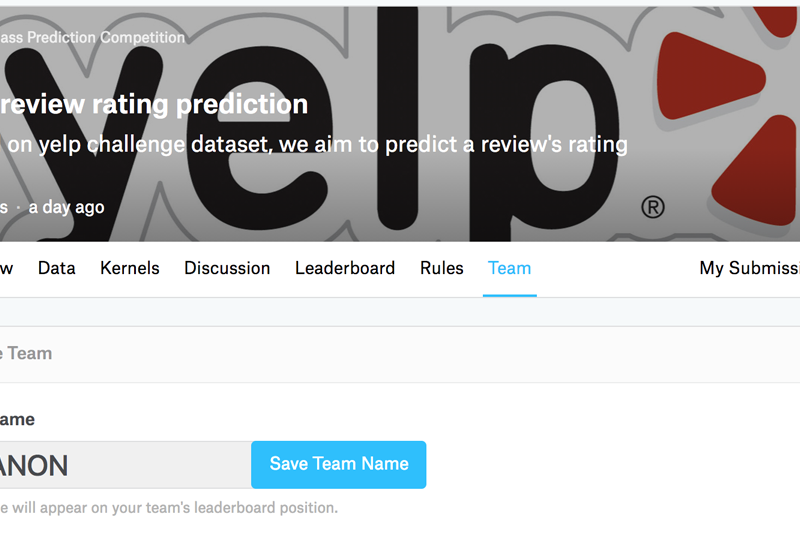 ass Prediction Competition
yelp ®
review rating prediction
on yelp challenge dataset, we aim to predict a review's rating
s · a day ago
w Data Kernels Discussion Leaderboard Rules Team My Submissi
e Team
ame
ANON Save Team Name
e will appear on your team's leaderboard position.